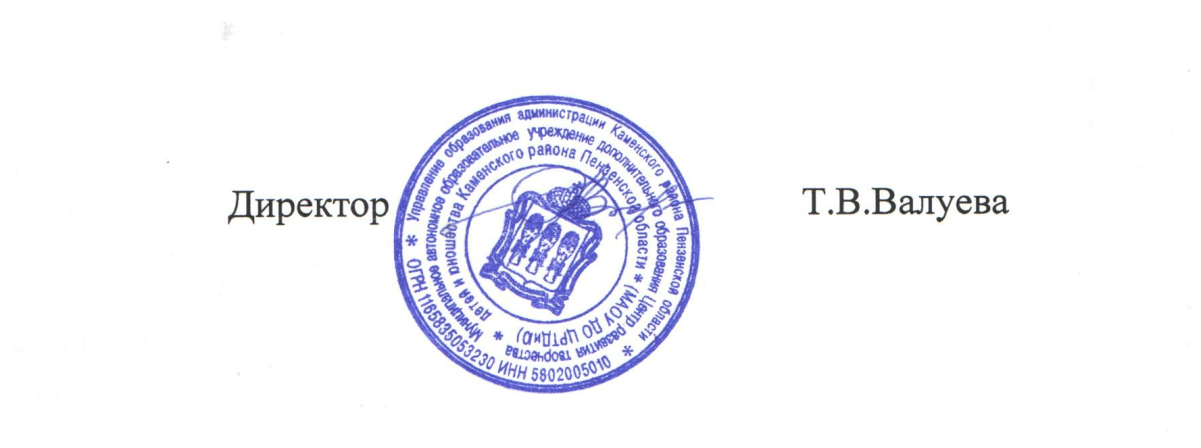 Директор
Т.В.Валуева
* Управление образования администрации Каменского района Пензенской области *
ОГРН 1165835053230 ИНН 5802005010
Муниципальное автономное образовательное учреждение дополнительного образования Центр развития творчества
детей и юношества Каменского района Пензенской области * (МАОУ ДО ЦРТДиЮ) *